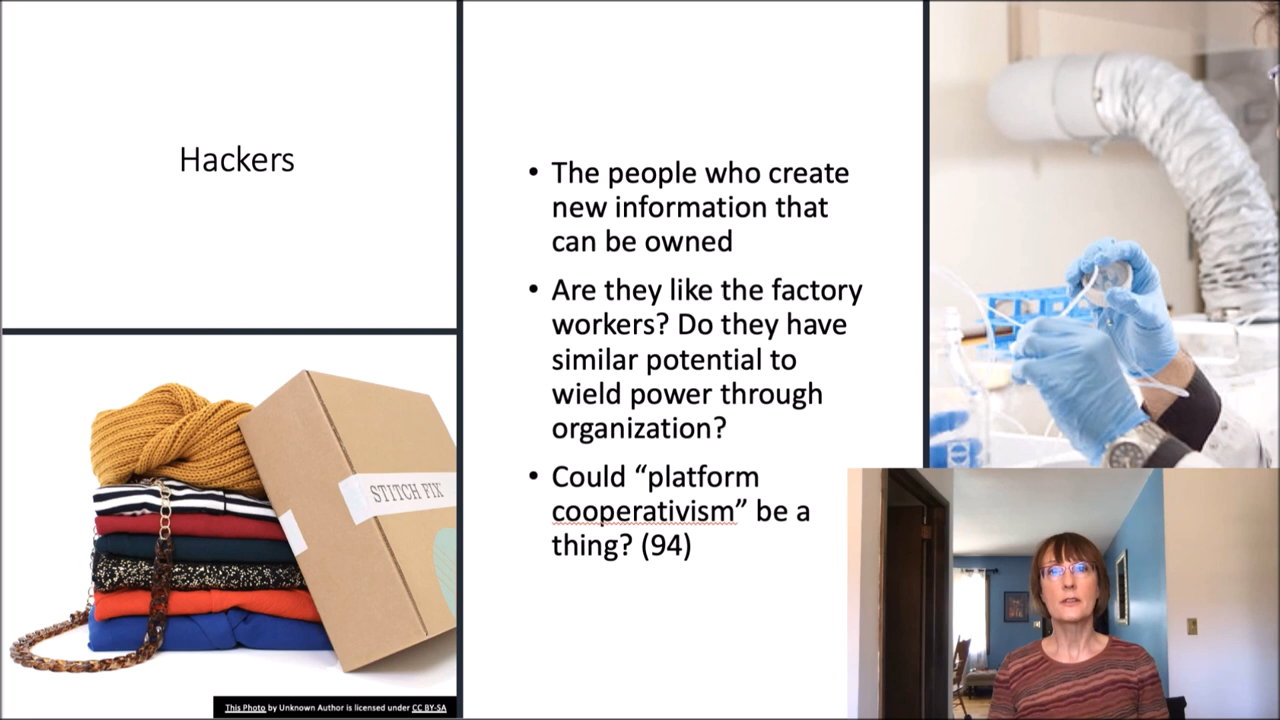 Hackers
• The people who create
new information that
can be owned
• Are they like the factory
workers? Do they have
similar potential to
wield power through
organization?
• Could “platform
cooperativism” be a
thing? (94)
STITCH FIX
This Photo by Unknown Author is licensed under CC BY-SA